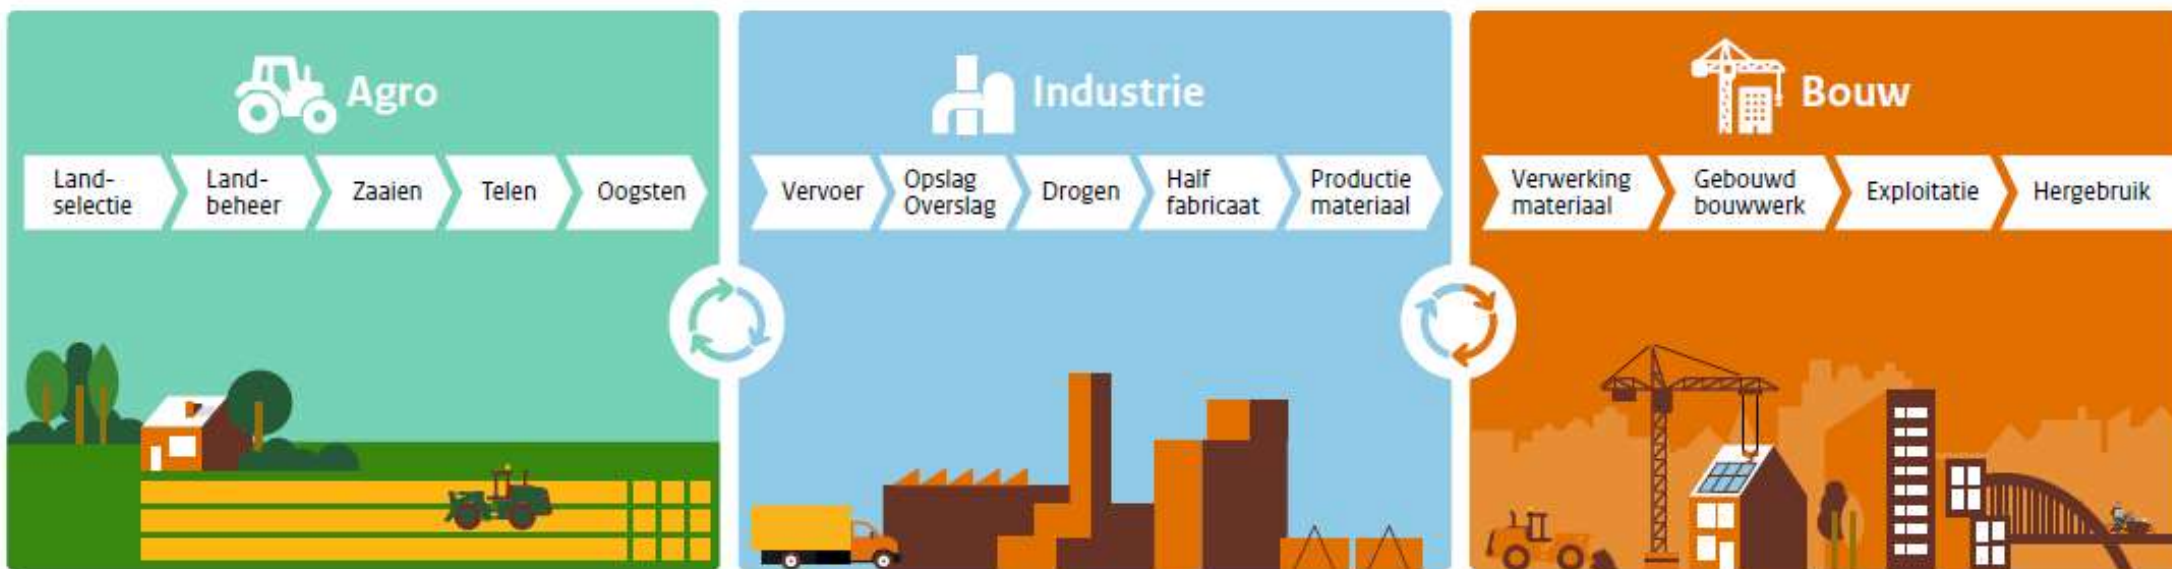 Agro
Land-
selectie
Land-
beheer
Zaaien
Telen
Oogsten
Industrie
Vervoer
Opslag
Overslag
Drogen
Half
fabricaat
Productie
materiaal
Bouw
Verwerking
materiaal
Gebouwd
bouwwerk
Exploitatie
Hergebruik